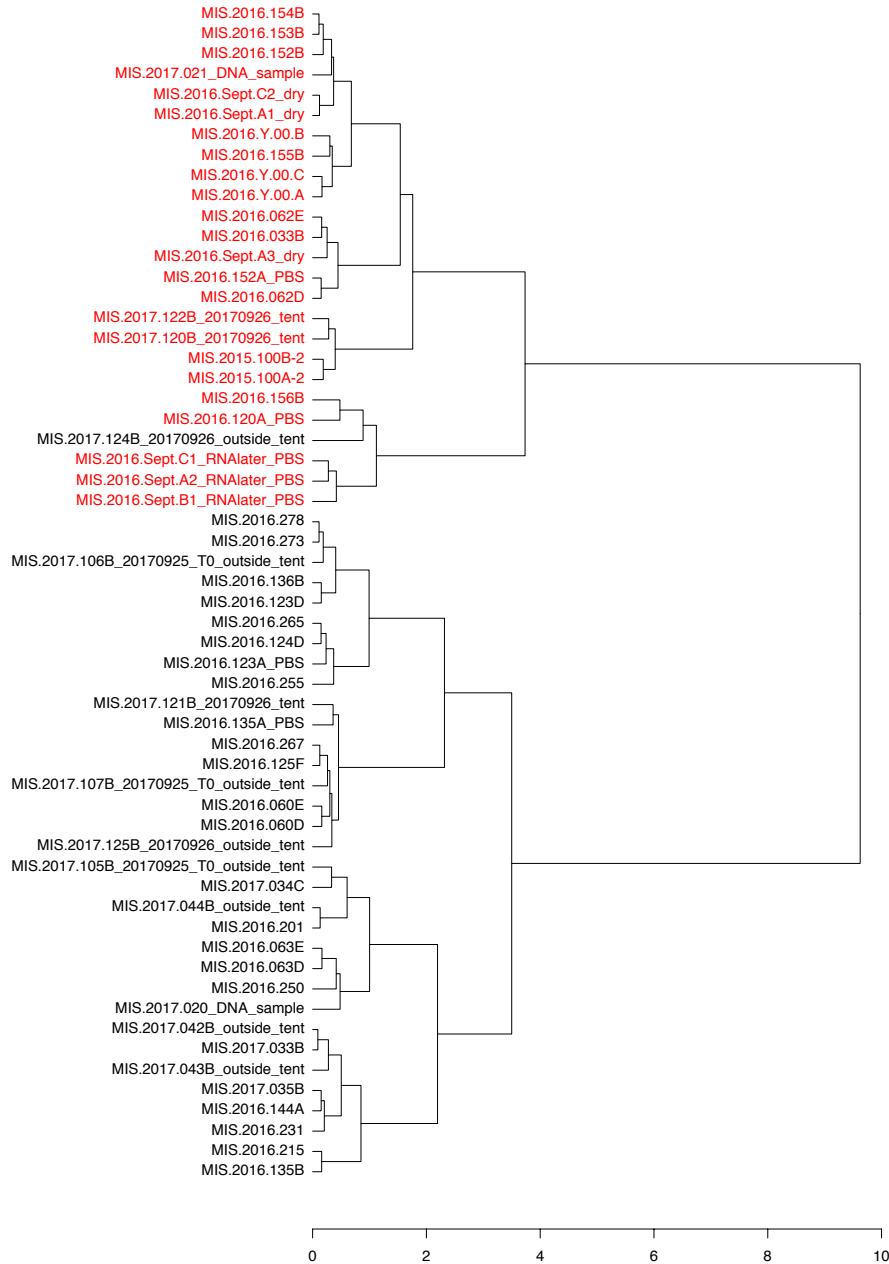 MIS.2016.154B
MIS.2016.153B
MIS.2016.152B
MIS.2017.021_DNA_sample
MIS.2016.Sept.C2_dry
MIS.2016.Sept.A1_dry
MIS.2016.Y.00.B
MIS.2016.155B
MIS.2016.Y.00.C
MIS.2016.Y.00.A
MIS.2016.062E
MIS.2016.033B
MIS.2016.Sept.A3_dry
MIS.2016.152A_PBS
MIS.2016.062D
MIS.2017.122B_20170926_tent
MIS.2017.120B_20170926_tent
MIS.2015.100B-2
MIS.2015.100A-2
MIS.2016.156B
MIS.2016.120A_PBS
MIS.2017.124B_20170926_outside_tent
MIS.2016.Sept.C1_RNAlater_PBS
MIS.2016.Sept.A2_RNAlater_PBS
MIS.2016.Sept.B1_RNAlater_PBS
MIS.2016.278
MIS.2016.273
MIS.2017.106B_20170925_T0_outside_tent
MIS.2016.136B
MIS.2016.123D
MIS.2016.265
MIS.2016.124D
MIS.2016.123A_PBS
MIS.2016.255
MIS.2017.121B_20170926_tent
MIS.2016.135A_PBS
MIS.2016.267
MIS.2016.125F
MIS.2017.107B_20170925_T0_outside_tent
MIS.2016.060E
MIS.2016.060D
MIS.2017.125B_20170926_outside_tent
MIS.2017.105B_20170925_T0_outside_tent
MIS.2017.034C
MIS.2017.044B_outside_tent
MIS.2016.201
MIS.2016.063E
MIS.2016.063D
MIS.2016.250
MIS.2017.020_DNA_sample
MIS.2017.042B_outside_tent
MIS.2017.033B
MIS.2017.043B_outside_tent
MIS.2017.035B
MIS.2016.144A
MIS.2016.231
MIS.2016.215
MIS.2016.135B
0 2 4 6 8 10